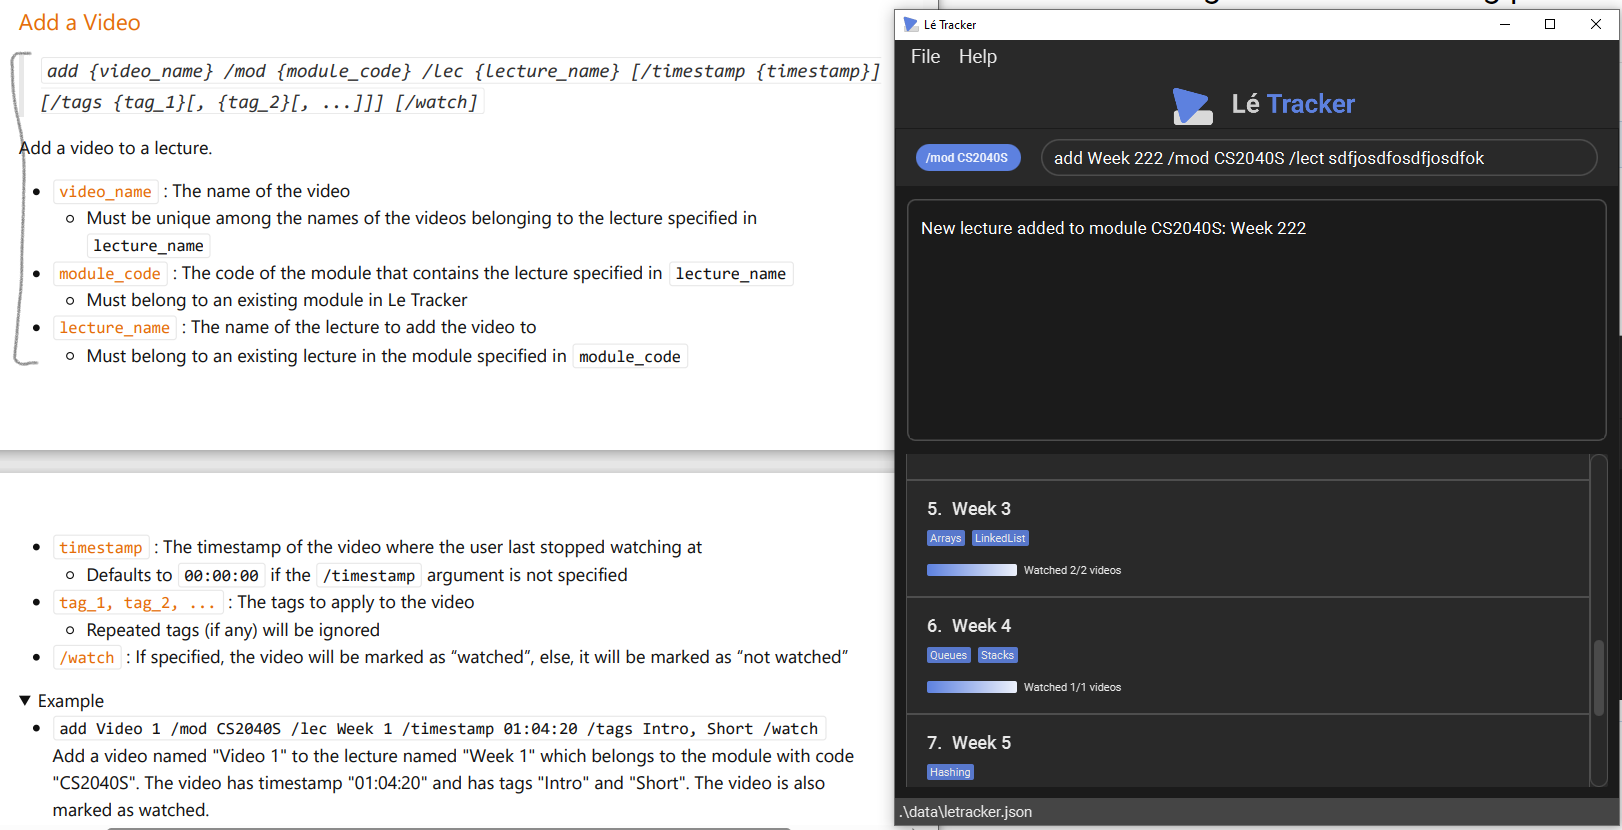 Add a Video
add {video_name} /mod {module_code} /lec {lecture_name} [/timestamp {timestamp}]
[/tags {tag_1}[, {tag_2}[, ...]]] [/watch]
Add a video to a lecture.
video_name : The name of the video
Must be unique among the names of the videos belonging to the lecture specified in
lecture_name
module_code : The code of the module that contains the lecture specified in lecture_name
Must belong to an existing module in Le Tracker
lecture_name : The name of the lecture to add the video to
Must belong to an existing lecture in the module specified in module_code
timestamp : The timestamp of the video where the user last stopped watching at
Defaults to 00:00:00 if the /timestamp argument is not specified
tag_1, tag_2, ... : The tags to apply to the video
Repeated tags (if any) will be ignored
/watch : If specified, the video will be marked as “watched”, else, it will be marked as “not watched”
Example
add Video 1 /mod CS2040S /lec Week 1 /timestamp 01:04:20 /tags Intro, Short /watch
Add a video named "Video 1" to the lecture named "Week 1" which belongs to the module with code
"CS2040S". The video has timestamp "01:04:20" and has tags "Intro" and "Short". The video is also
marked as watched.
Lé Tracker
File Help
Lé Tracker
/mod CS2040S
add Week 222 /mod CS2040S /lect sdfjosdfosdfjosdfok
New lecture added to module CS2040S: Week 222
5. Week 3
Arrays LinkedList
Watched 2/2 videos
6. Week 4
Queues Stacks
Watched 1/1 videos
7. Week 5
Hashing
.\data\letracker.json